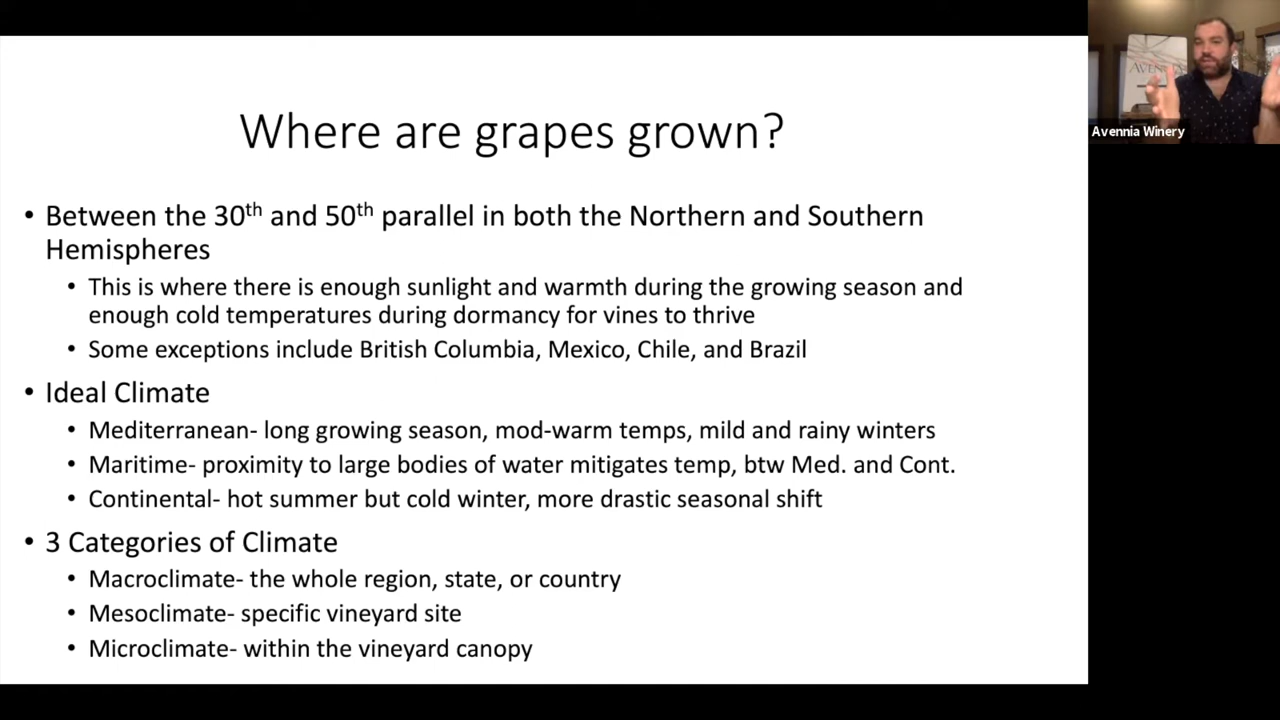 Where are grapes grown?
• Between the 30th and 50th parallel in both the Northern and Southern
Hemispheres
• This is where there is enough sunlight and warmth during the growing season and
enough cold temperatures during dormancy for vines to thrive
• Some exceptions include British Columbia, Mexico, Chile, and Brazil
• Ideal Climate
• Mediterranean- long growing season, mod-warm temps, mild and rainy winters
• Maritime- proximity to large bodies of water mitigates temp, btw Med. and Cont.
• Continental- hot summer but cold winter, more drastic seasonal shift
• 3 Categories of Climate
• Macroclimate- the whole region, state, or country
• Mesoclimate- specific vineyard site
• Microclimate- within the vineyard canopy
Avennia Winery